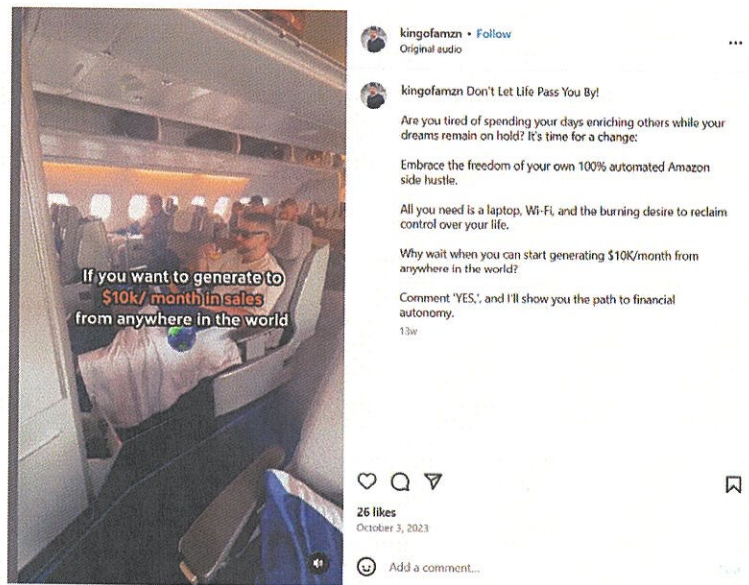 If you want to generate to
$10k/ month in sales
from anywhere in the world
kingofamzn • Follow
Original audio
kingofamzn Don't Let Life Pass You By!
Are you tired of spending your days enriching others while your
dreams remain on hold? It's time for a change:
Embrace the freedom of your own 100% automated Amazon
side hustle.
All you need is a laptop, Wi-Fi, and the burning desire to reclaim
control over your life.
Why wait when you can start generating $10K/month from
anywhere in the world?
Comment 'YES,', and I'll show you the path to financial
autonomy.
13w
26 likes
October 3, 2023
Add a comment...